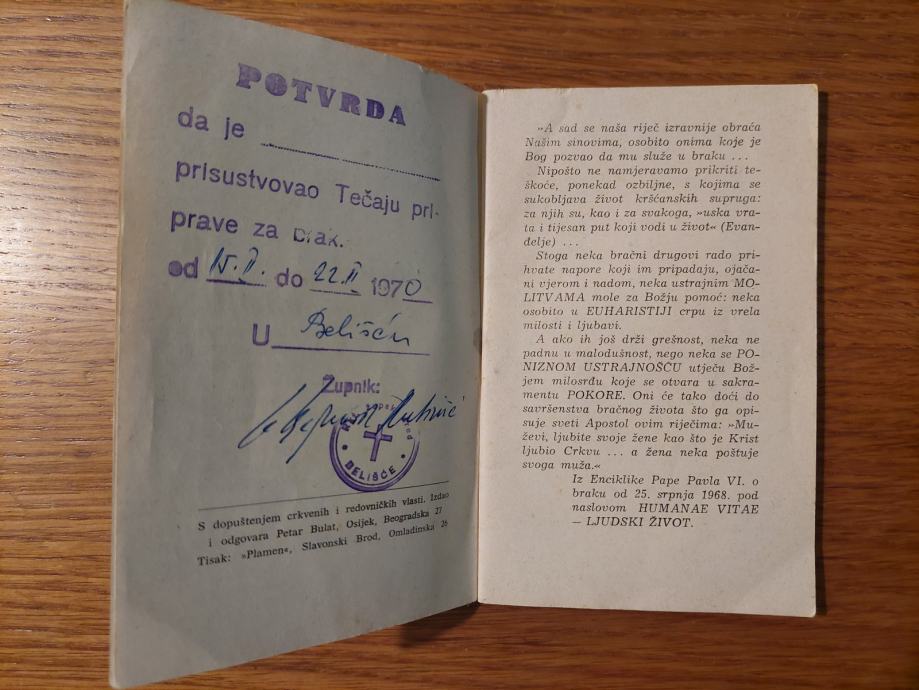 POTVRDA
da je
prisustvovao Tečaju pri-
prave za brak.
od 15.II. do 22.II 1970
U Belišću
Župnik:
BELIŠĆE
S dopuštenjem crkvenih i redovničkih vlasti. Izdao
i odgovara Petar Bulat, Osijek, Beogradska 27
Tisak: »Plamen«, Slavonski Brod, Omladinska 26
»A sad se naša riječ izravnije obraća
Našim sinovima, osobito onima koje je
Bog pozvao da mu služe u braku ...
Nipošto ne namjeravamo prikriti te-
škoće, ponekad ozbiljne, s kojima se
sukobljava život kršćanskih supruga:
za njih su, kao i za svakoga, »uska vra-
ta i tijesan put koji vodi u život« (Evan-
đelje) ...
Stoga neka bračni drugovi rado pri-
hvate napore koji im pripadaju, ojača-
ni vjerom i nadom, neka ustrajnim MO-
LITVAMA mole za Božju pomoć: neka
osobito u EUHARISTIJI crpu iz vrela
milosti i ljubavi.
A ako ih još drži grešnost, neka ne
padnu u malodušnost, nego neka se PO-
NIZNOM USTRAJNOŠĆU utječu Bož-
jem milosrđu koje se otvara u sakra-
mentu POKORE. Oni će tako doći do
savršenstva bračnog života što ga opi-
suje sveti Apostol ovim riječima: »Mu-
ževi, ljubite svoje žene kao što je Krist
ljubio Crkvu ... a žena neka poštuje
svoga muža.«
Iz Enciklike Pape Pavla VI. o
braku od 25. srpnja 1968. pod
naslovom HUMANAE VITAE
— LJUDSKI ŽIVOT.